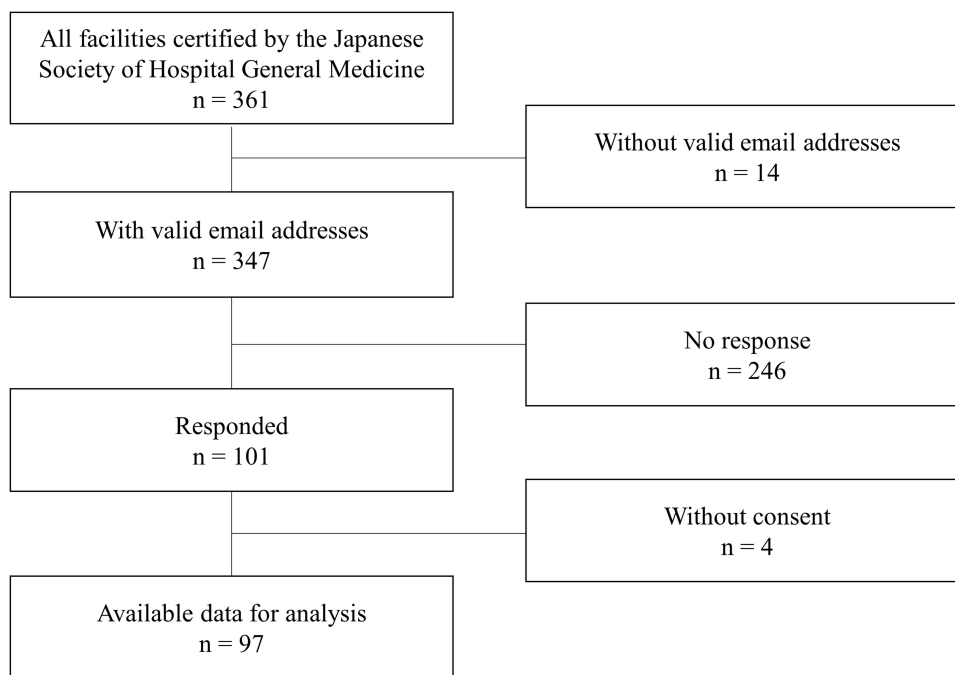 All facilities certified by the Japanese
Society of Hospital General Medicine
n = 361
Without valid email addresses
n = 14
With valid email addresses
n = 347
No response
n = 246
Responded
n = 101
Without consent
n = 4
Available data for analysis
n = 97